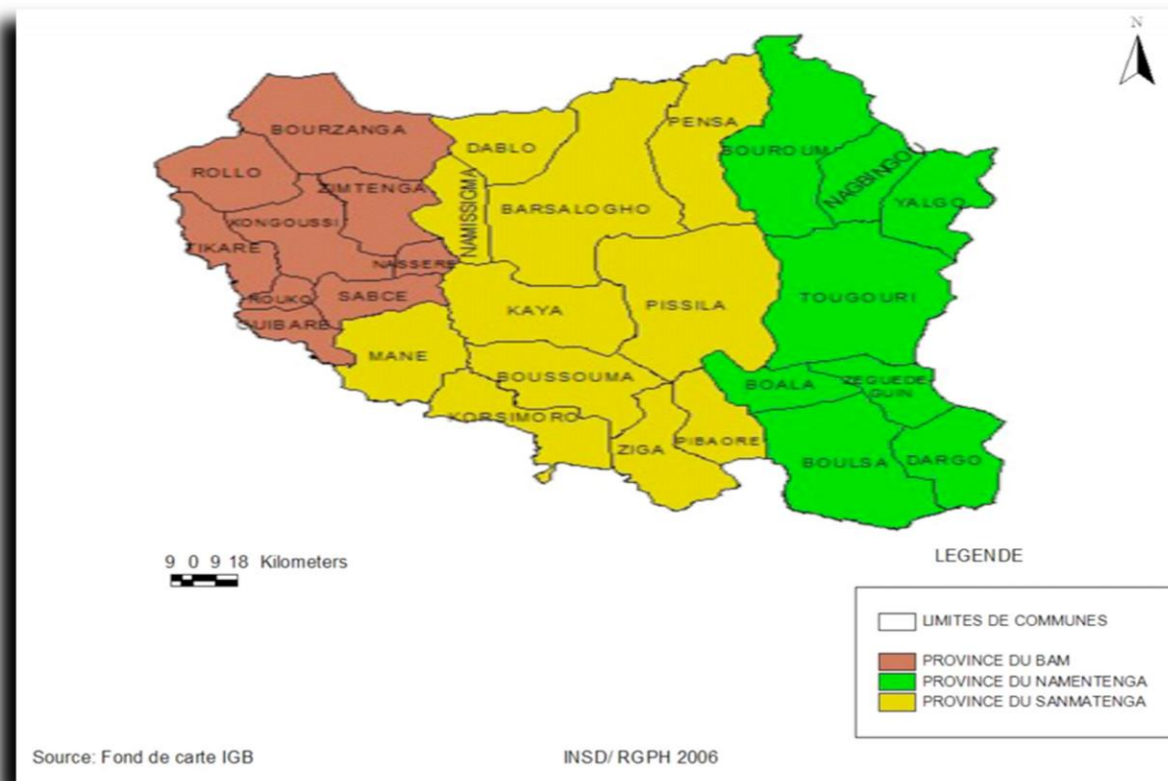 N
BOURZANGA
PENSA
DABLO
BOUROUM
ROLLO
ZIMTENGA
NAGBINGOU
NAMISSIGMA
YALGO
BARSALOGHO
KONGOUSSI
TIKARE
NASSERE
ROUKO
SABCE
TOUGOURI
KAYA
PISSILA
GUIBARE
MANE
BOUSSOUMA
BOALA
ZEGUEDE
GUIN
KORSIMORO
ZIGA
PIBAORE
BOULSA
DARGO
9 0 9 18 Kilometers
LEGENDE
LIMITES DE COMMUNES
PROVINCE DU BAM
PROVINCE DU NAMENTENGA
PROVINCE DU SANMATENGA
Source: Fond de carte IGB
INSD/ RGPH 2006